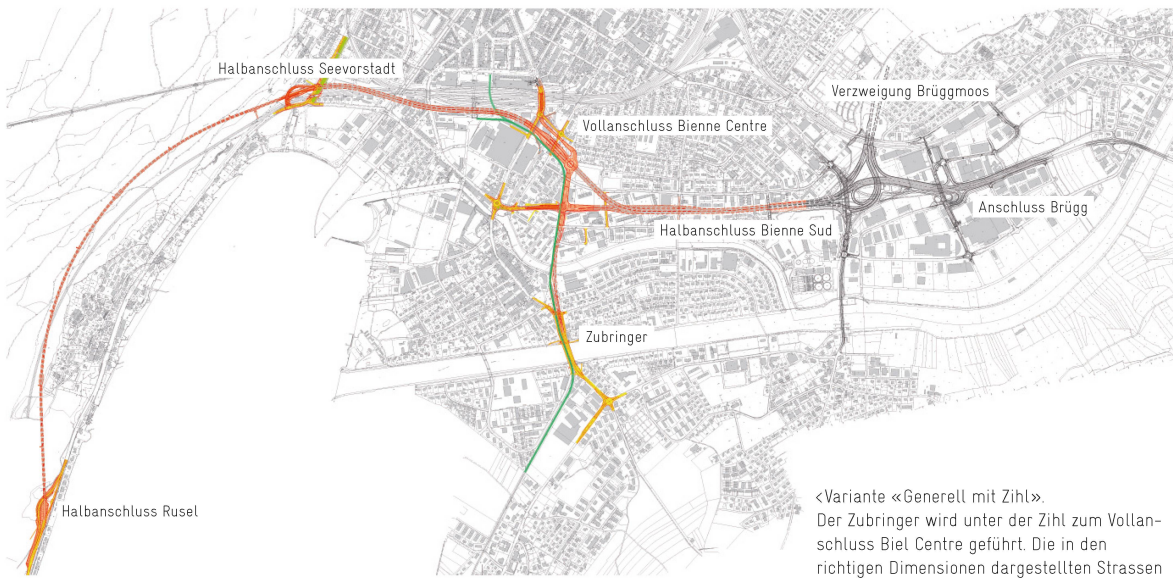 Halbanschluss Seevorstadt
Verzweigung Brüggmoos
Vollanschluss Bienne Centre
Anschluss Brügg
Halbanschluss Bienne Sud
Zubringer
Halbanschluss Rusel
<Variante «Generell mit Zihl».
Der Zubringer wird unter der Zihl zum Vollan-
schluss Biel Centre geführt. Die in den
richtigen Dimensionen dargestellten Strassen